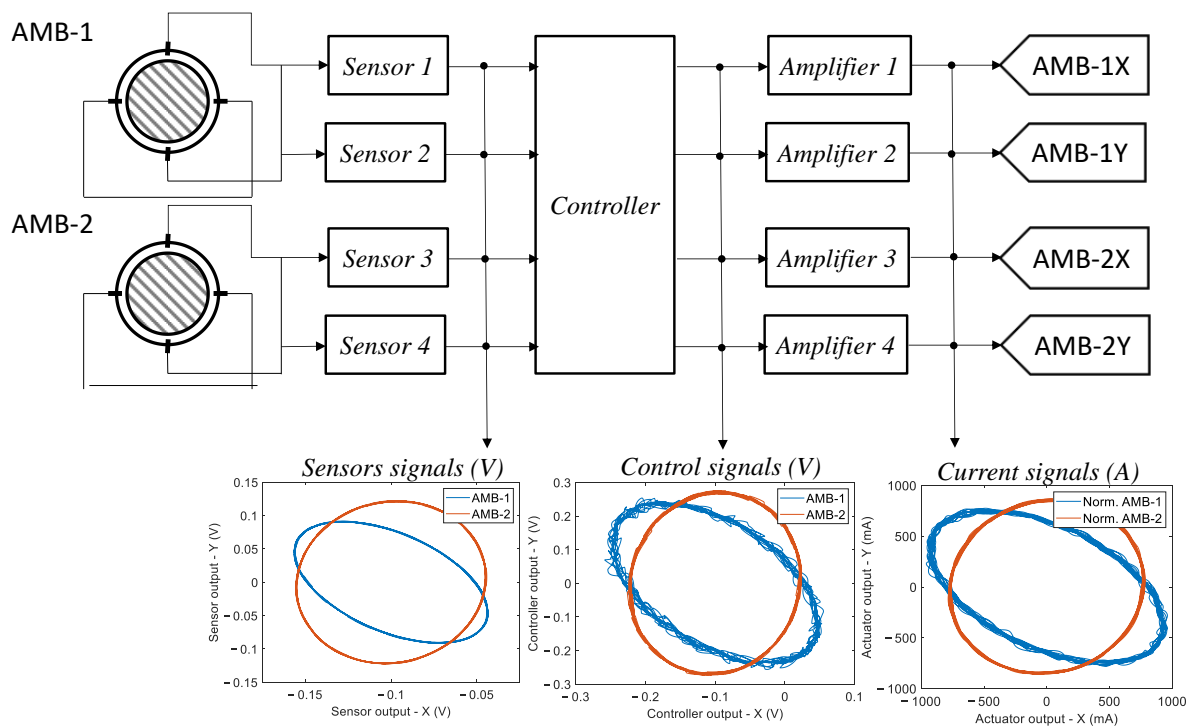 AMB-1
Sensor 1
Amplifier 1
AMB-1X
Sensor 2
Amplifier 2
AMB-1Y
Controller
AMB-2
Sensor 3
Amplifier 3
AMB-2X
Sensor 4
Amplifier 4
AMB-2Y
Sensors signals (V)
0.15
0.1
0.05
0
−0.05
−0.1
−0.15
Sensor output - Y (V)
AMB-1
AMB-2
−0.15
−0.1
−0.05
Sensor output - X (V)
Control signals (V)
0.3
0.2
0.1
0
−0.1
−0.2
−0.3
Controller output - Y (V)
AMB-1
AMB-2
−0.3
−0.2
−0.1
0
0.1
Controller output - X (V)
Current signals (A)
1000
500
0
−500
−1000
Actuator output - Y (mA)
Norm. AMB-1
Norm. AMB-2
−1000
−500
0
500
1000
Actuator output - X (mA)